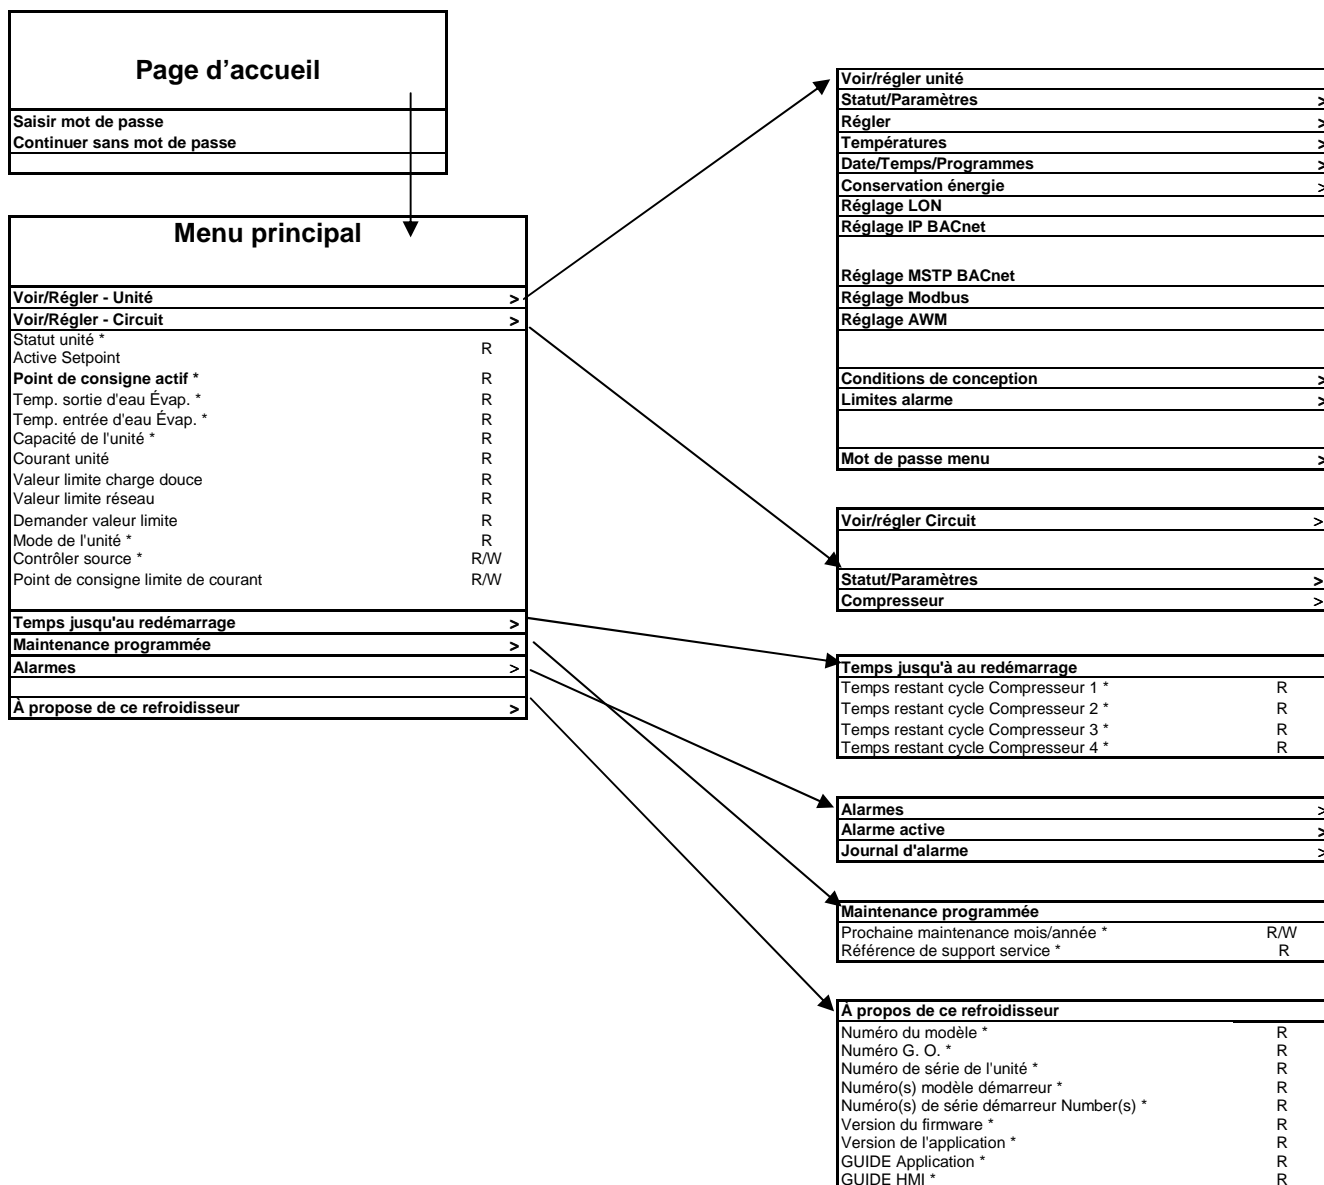 Page d'accueil
Saisir mot de passe
Continuer sans mot de passe
Menu principal
Voir/Régler - Unité >
Voir/Régler - Circuit >
Statut unité * R
Active Setpoint
Point de consigne actif * R
Temp. sortie d'eau Évap. * R
Temp. entrée d'eau Évap. * R
Capacité de l'unité * R
Courant unité R
Valeur limite charge douce R
Valeur limite réseau R
Demander valeur limite R
Mode de l'unité * R
Contrôler source * R/W
Point de consigne limite de courant R/W
Temps jusqu'au redémarrage >
Maintenance programmée >
Alarmes >
À propose de ce refroidisseur >
Voir/régler unité
Statut/Paramètres >
Régler >
Températures >
Date/Temps/Programmes >
Conservation énergie >
Réglage LON
Réglage IP BACnet
Réglage MSTP BACnet
Réglage Modbus
Réglage AWM
Conditions de conception >
Limites alarme >
Mot de passe menu >
Voir/régler Circuit >
Statut/Paramètres >
Compresseur >
Temps jusqu'à au redémarrage
Temps restant cycle Compresseur 1 * R
Temps restant cycle Compresseur 2 * R
Temps restant cycle Compresseur 3 * R
Temps restant cycle Compresseur 4 * R
Alarmes >
Alarme active >
Journal d'alarme >
Maintenance programmée
Prochaine maintenance mois/année * R/W
Référence de support service * R
À propos de ce refroidisseur
Numéro du modèle * R
Numéro G. O. * R
Numéro de série de l'unité * R
Numéro(s) modèle démarreur * R
Numéro(s) de série démarreur Number(s) * R
Version du firmware * R
Version de l'application * R
GUIDE Application * R
GUIDE HMI * R